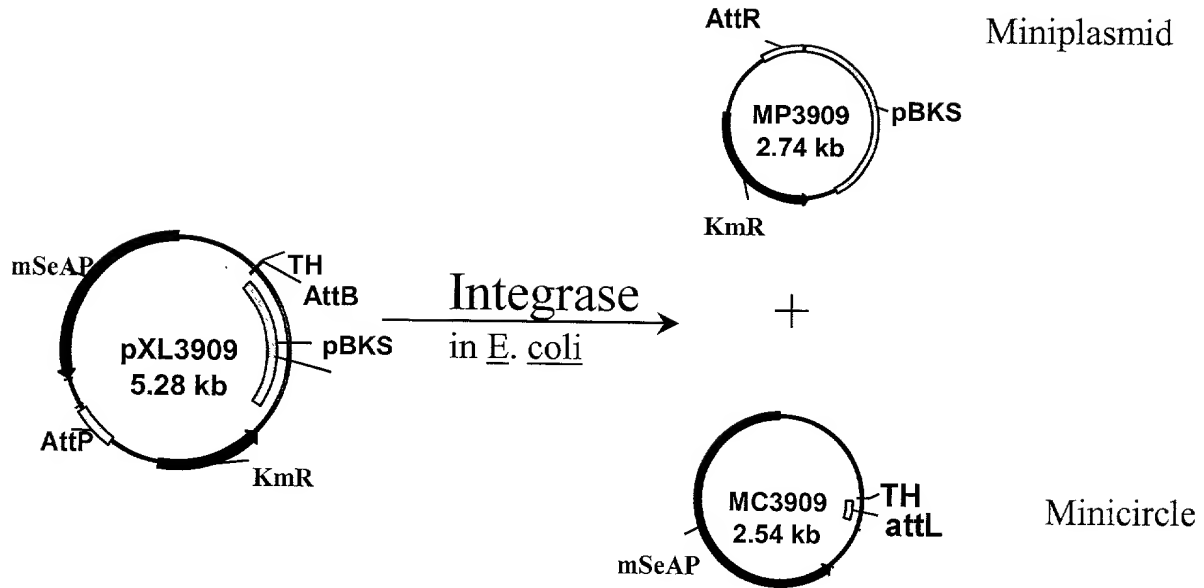 AttR
Miniplasmid
MP3909
2.74 kb
pBKS
KmR
mSeAP
TH
AttB
pXL3909
5.28 kb
pBKS
AttP
KmR
Integrase
in E. coli
+
MC3909
2.54 kb
TH
attL
mSeAP
Minicircle